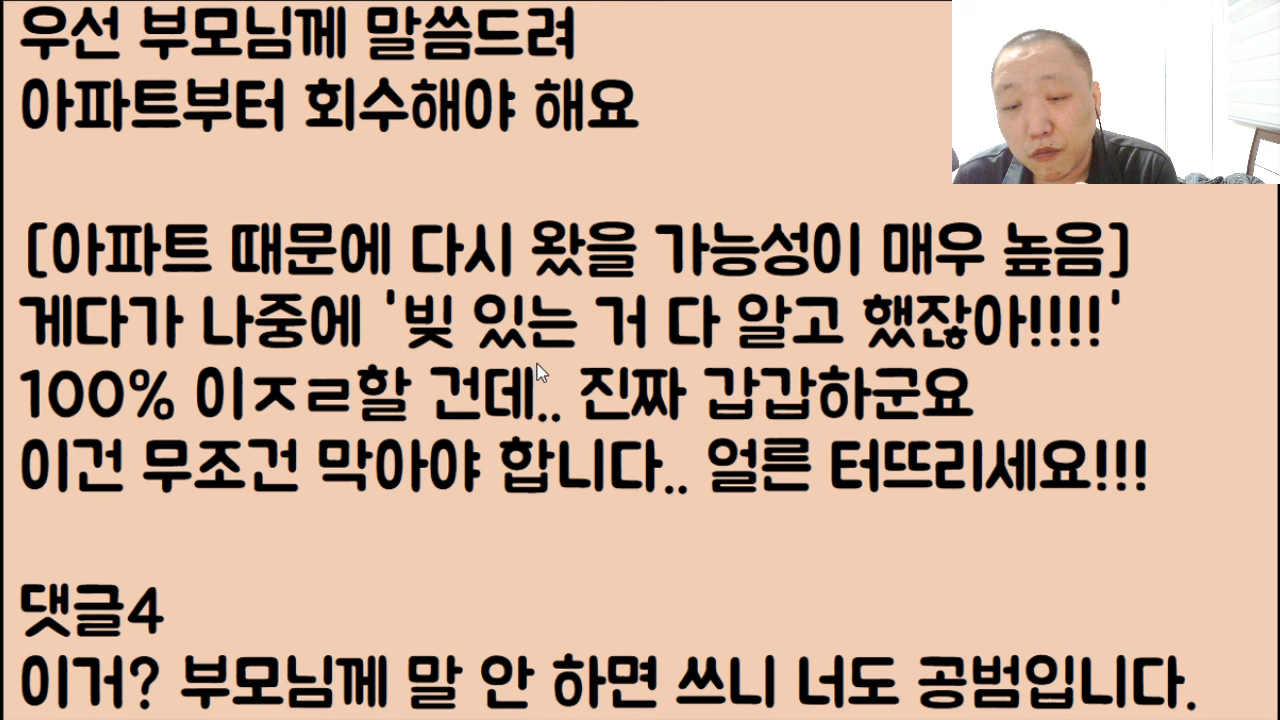 우선 부모님께 말씀드려
아파트부터 회수해야 해요
[아파트 때문에 다시 왔을 가능성이 매우 높음]
게다가 나중에 '빚 있는 거 다 알고 했잖아!!!!'
100% 이ㅈㄹ할 건데.. 진짜 갑갑하군요
이건 무조건 막아야 합니다.. 얼른 터뜨리세요!!!
댓글4
이거? 부모님께 말 안 하면 쓰니 너도 공범입니다.